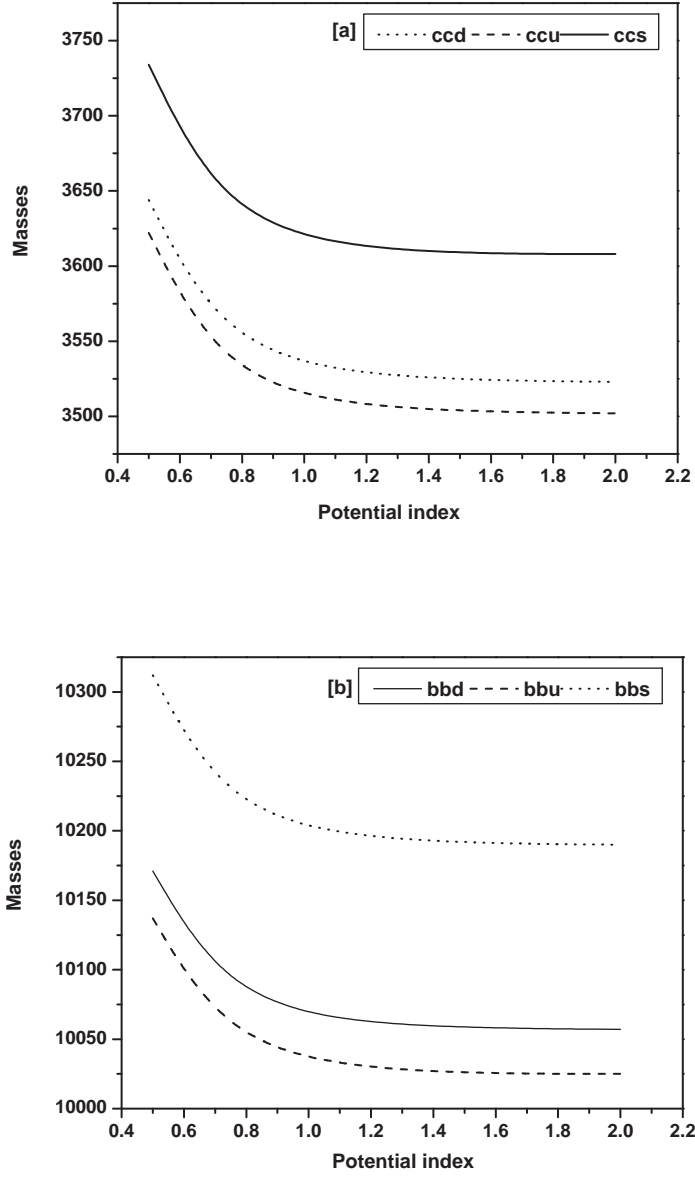 [a] ccd ccu ccs
3750
3700
3650
3600
3550
3500
Masses
0.4 0.6 0.8 1.0 1.2 1.4 1.6 1.8 2.0 2.2
Potential index
[b] bbd bbu bbs
10300
10250
10200
10150
10100
10050
10000
Masses
0.4 0.6 0.8 1.0 1.2 1.4 1.6 1.8 2.0 2.2
Potential index